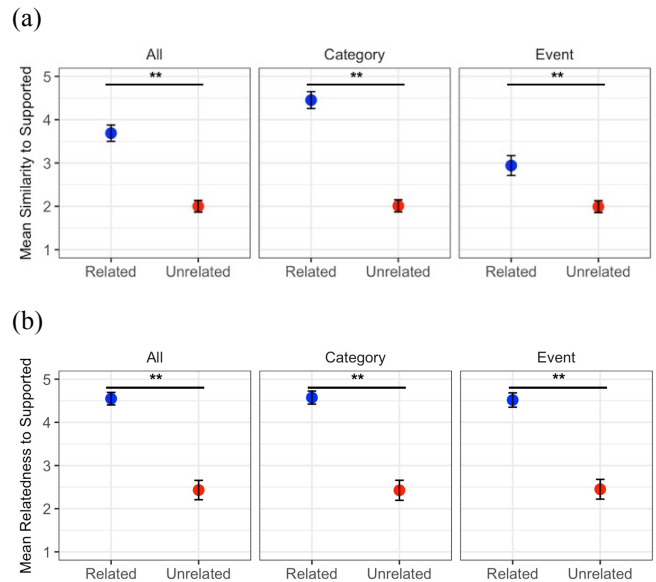 (a)
All Category Event
** ** **
Mean Similarity to Supported
5
4
3
2
1
Related Unrelated Related Unrelated Related Unrelated
(b)
All Category Event
** ** **
Mean Relatedness to Supported
5
4
3
2
1
Related Unrelated Related Unrelated Related Unrelated